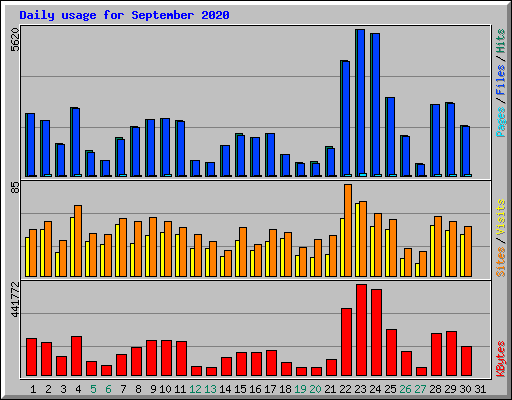 Daily usage for September 2020
5620
Pages / Files / Hits
85
Sites / Visits
441772
KBytes
1 2 3 4 5 6 7 8 9 10 11 12 13 14 15 16 17 18 19 20 21 22 23 24 25 26 27 28 29 30 31